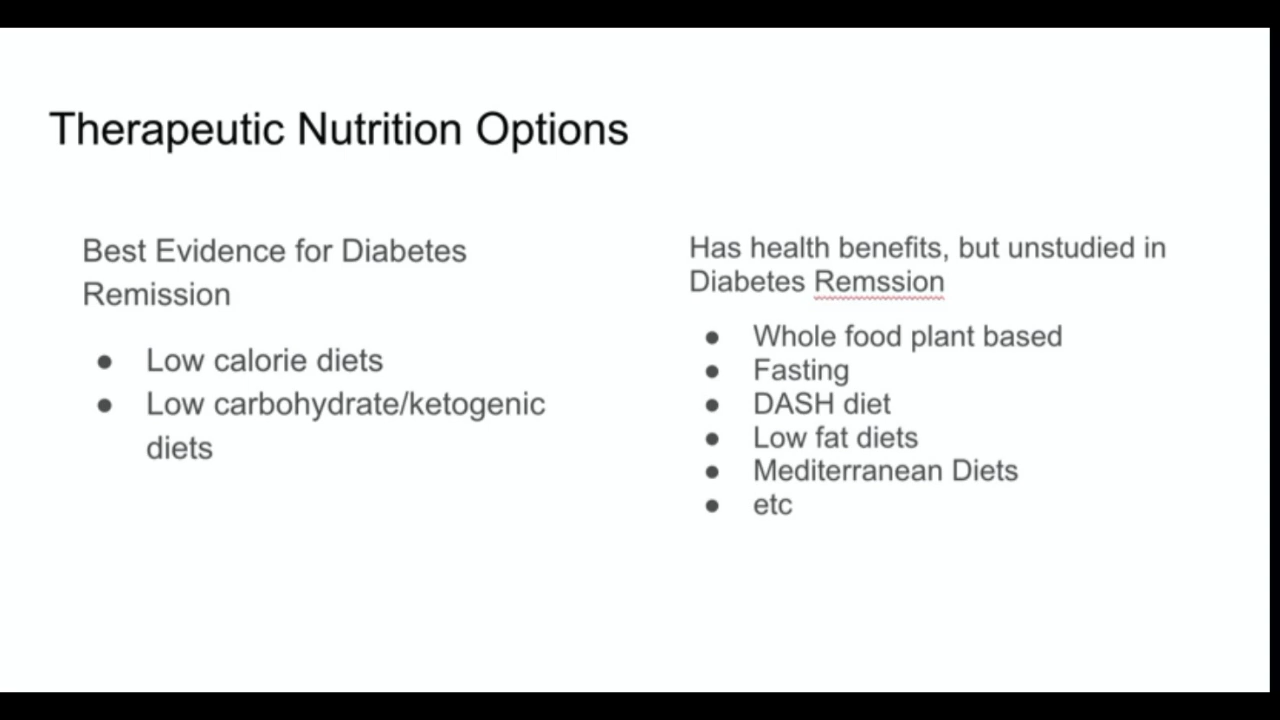 Therapeutic Nutrition Options
Best Evidence for Diabetes
Remission
● Low calorie diets
● Low carbohydrate/ketogenic
diets
Has health benefits, but unstudied in
Diabetes Remssion
● Whole food plant based
● Fasting
● DASH diet
● Low fat diets
● Mediterranean Diets
● etc